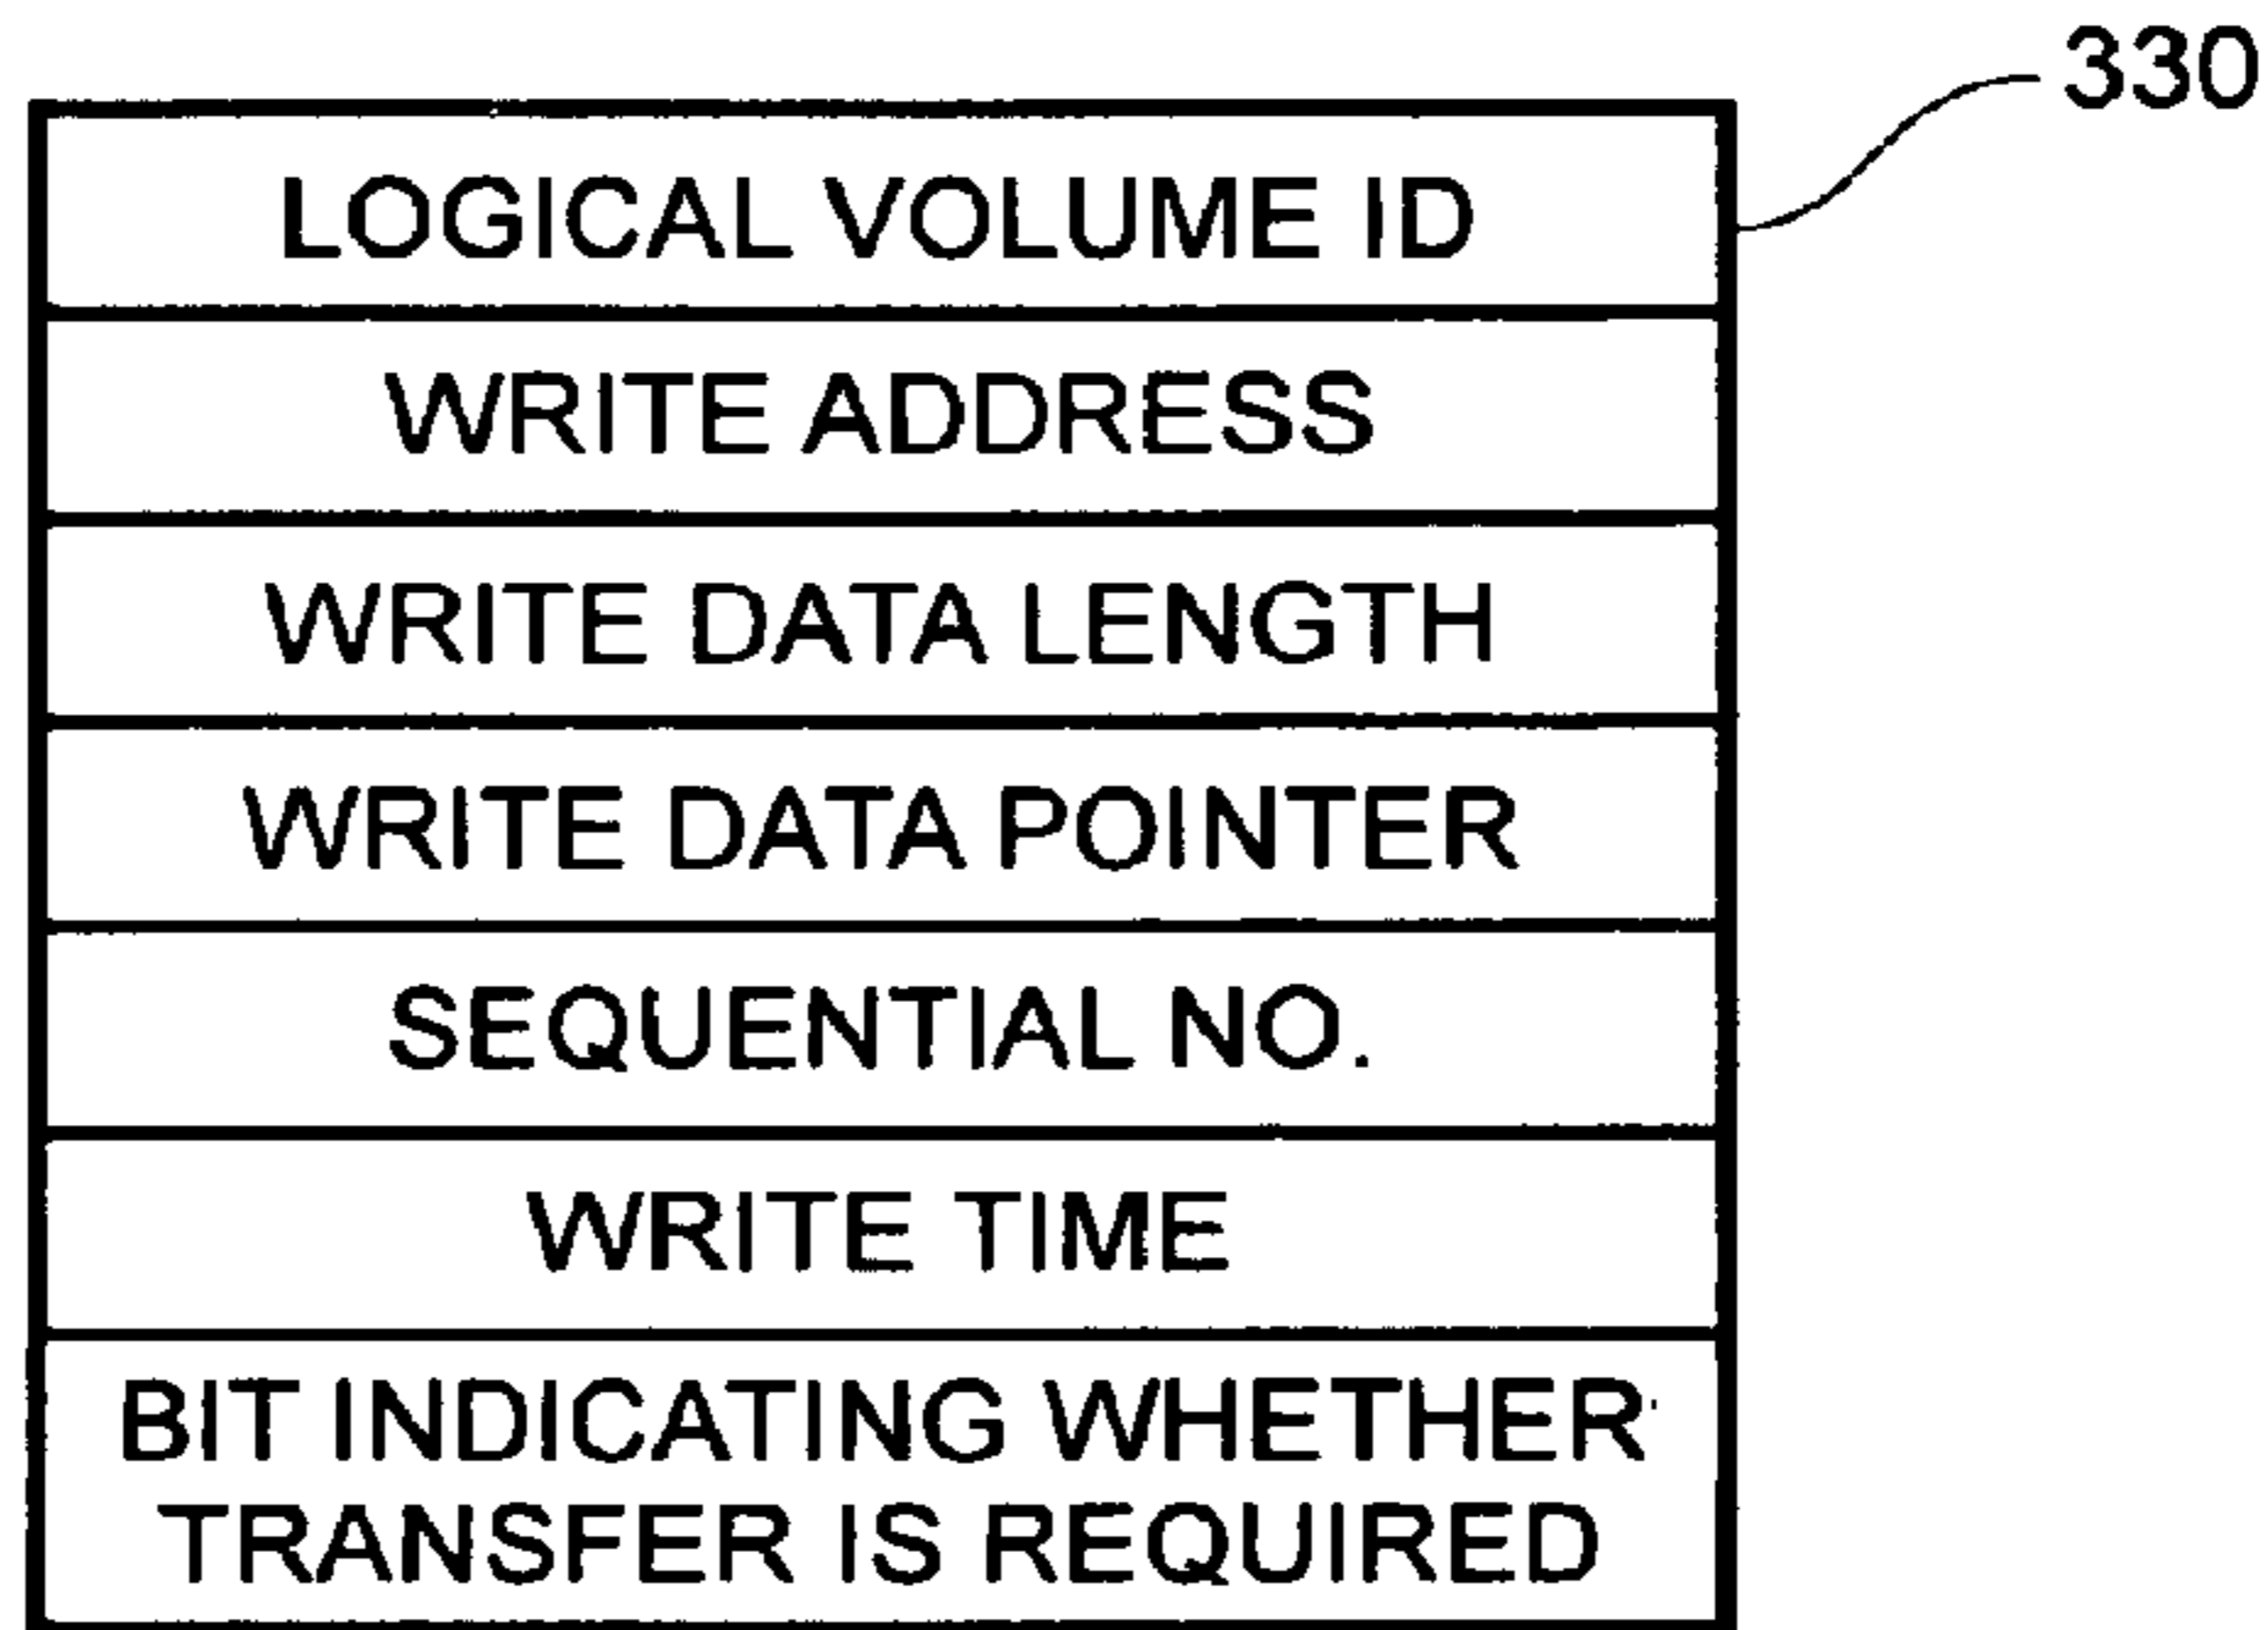 330
LOGICAL VOLUME ID
WRITE ADDRESS
WRITE DATA LENGTH
WRITE DATA POINTER
SEQUENTIAL NO.
WRITE TIME
BIT INDICATING WHETHER
TRANSFER IS REQUIRED